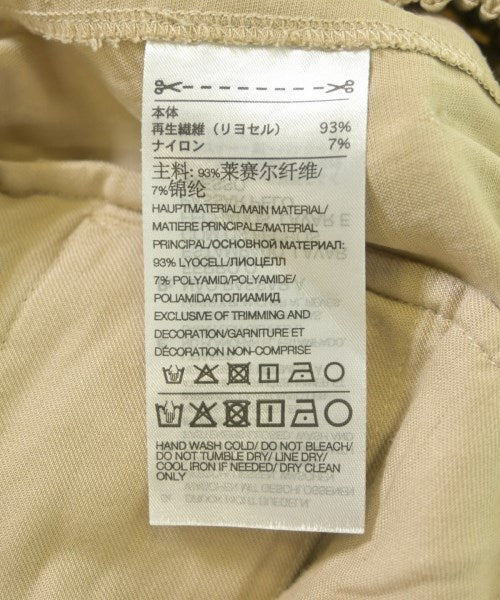 本体
再生繊維（リヨセル） 93%
ナイロン 7%
主料: 93%莱赛尔纤维/
7%锦纶
HAUPTMATERIAL/MAIN MATERIAL/
MATIERE PRINCIPALE/MATERIAL
PRINCIPAL/ОСНОВНОЙ МАТЕРИАЛ:
93% LYOCELL/ЛИОЦЕЛЛ
7% POLYAMID/POLYAMIDE/
POLIAMIDA/ПОЛИАМИД
EXCLUSIVE OF TRIMMING AND
DECORATION/GARNITURE ET
DÉCORATION NON-COMPRISE
HAND WASH COLD/ DO NOT BLEACH/
DO NOT TUMBLE DRY/ LINE DRY/
COOL IRON IF NEEDED/ DRY CLEAN
ONLY